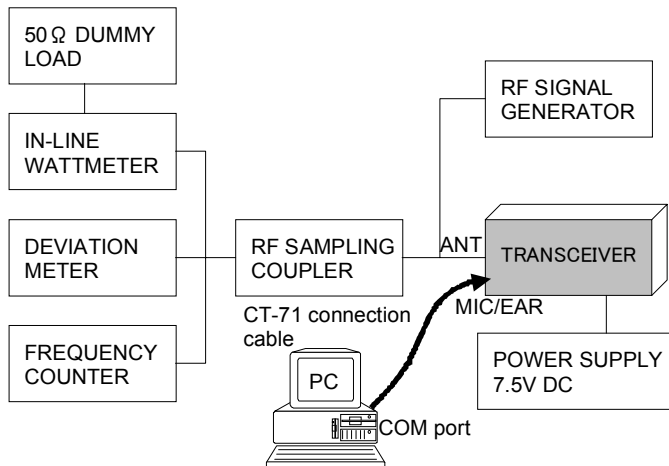 50Ω DUMMY
LOAD
IN-LINE
WATTMETER
DEVIATION
METER
FREQUENCY
COUNTER
RF SAMPLING
COUPLER
RF SIGNAL
GENERATOR
ANT
TRANSCEIVER
MIC/EAR
CT-71 connection
cable
POWER SUPPLY
7.5V DC
PC
COM port